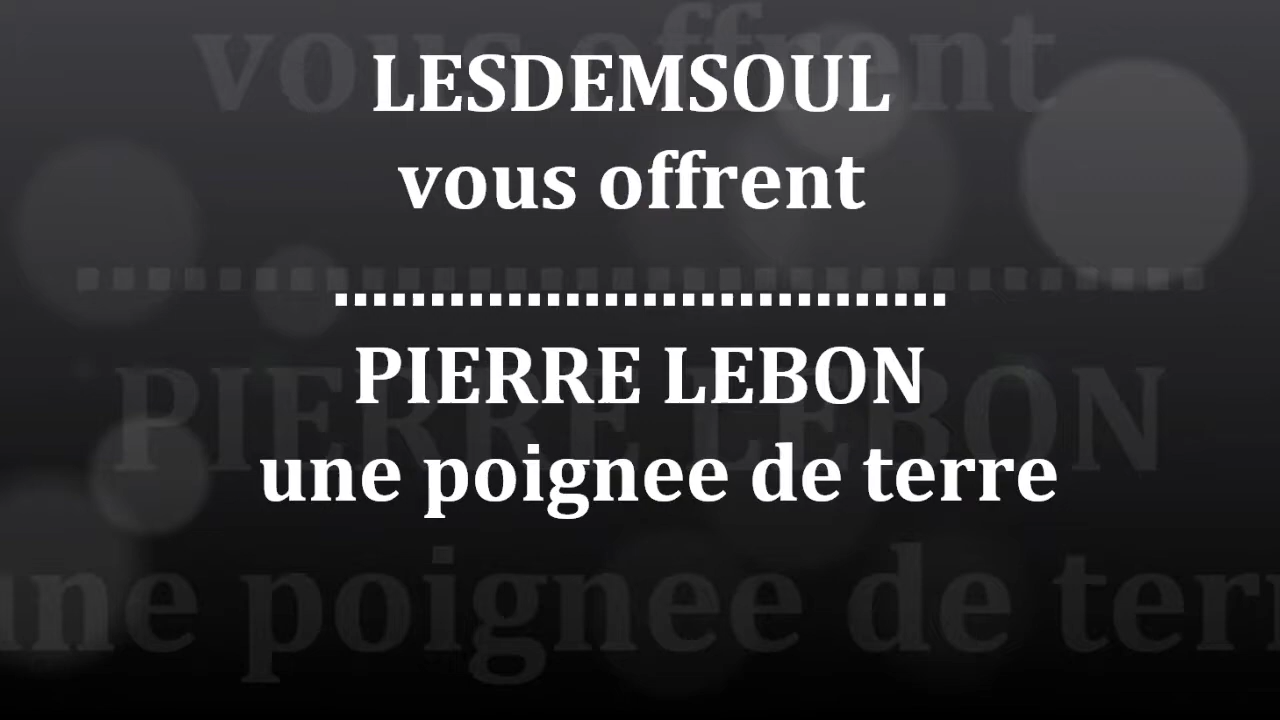 LESDEMSOUL
vous offrent
................................
PIERRE LEBON
une poignee de terre